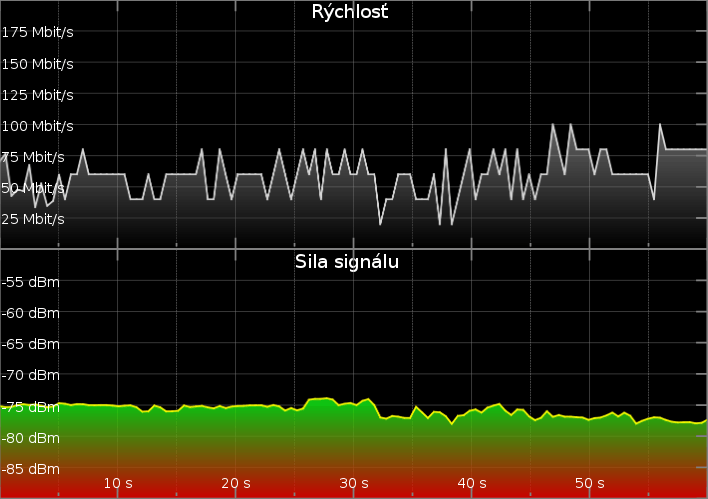 Rýchlosť
175 Mbit/s
150 Mbit/s
125 Mbit/s
100 Mbit/s
75 Mbit/s
50 Mbit/s
25 Mbit/s
Sila signálu
-55 dBm
-60 dBm
-65 dBm
-70 dBm
-75 dBm
-80 dBm
-85 dBm
10 s 20 s 30 s 40 s 50 s